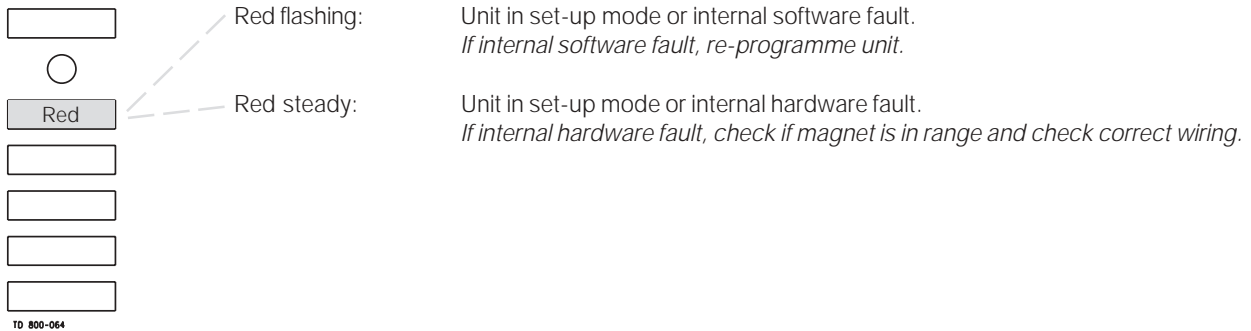 Red flashing: Unit in set-up mode or internal software fault.
If internal software fault, re-programme unit.
Red steady: Unit in set-up mode or internal hardware fault.
Red
If internal hardware fault, check if magnet is in range and check correct wiring.
TD 800-064